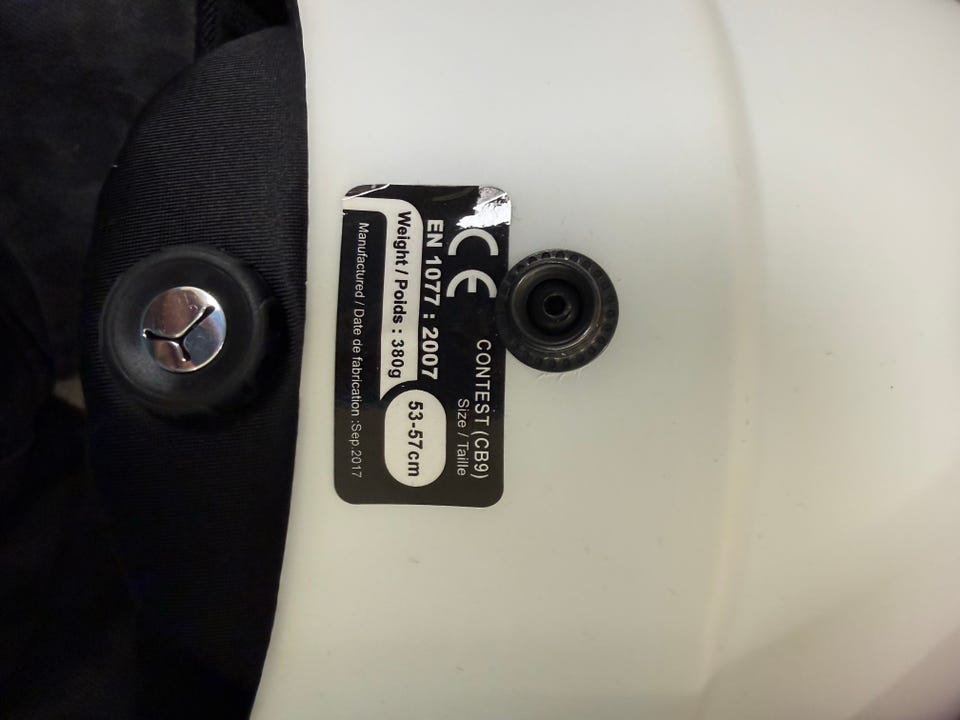 CE
CONTEST (CB9)
EN 1077 : 2007
Size / Taille
Weight / Poids : 380g
53-57cm
Manufactured / Date de fabrication :Sep.2017